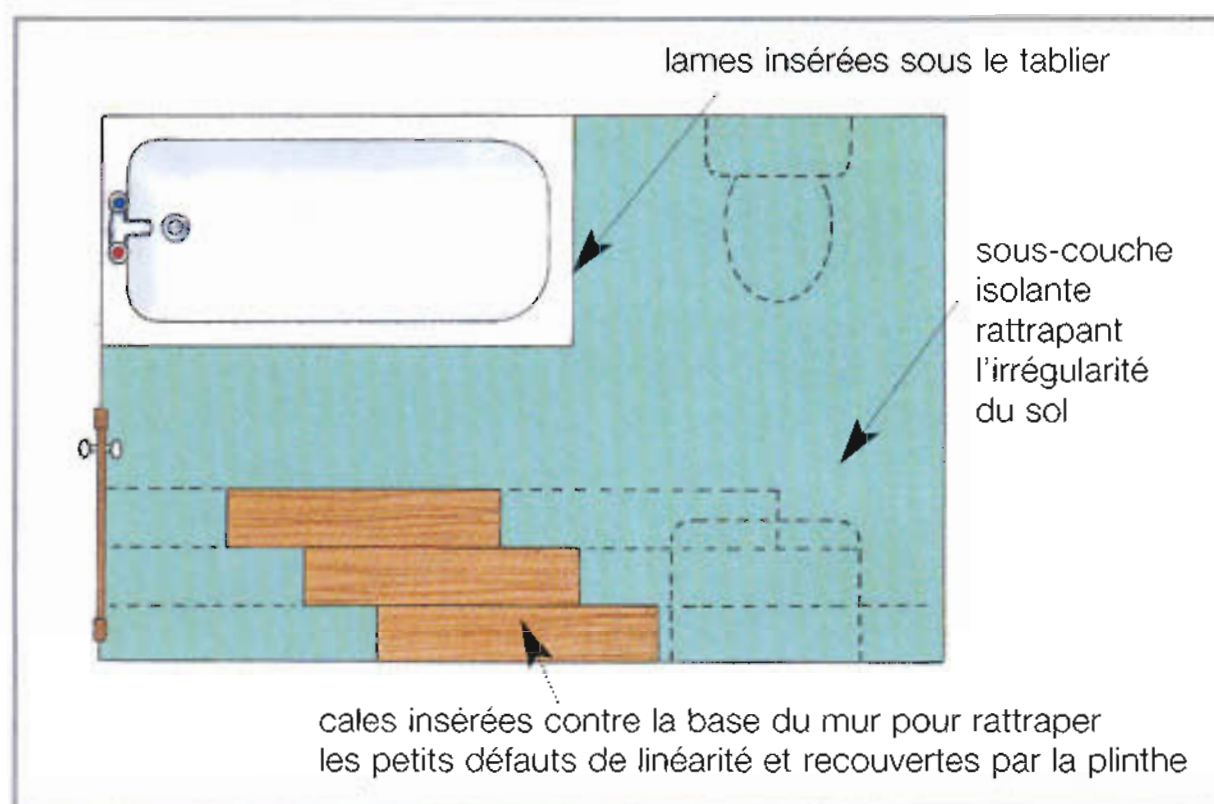 lames insérées sous le tablier
sous-couche
isolante
rattrapant
l'irrégularité
du sol
cales insérées contre la base du mur pour rattraper
les petits défauts de linéarité et recouvertes par la plinthe